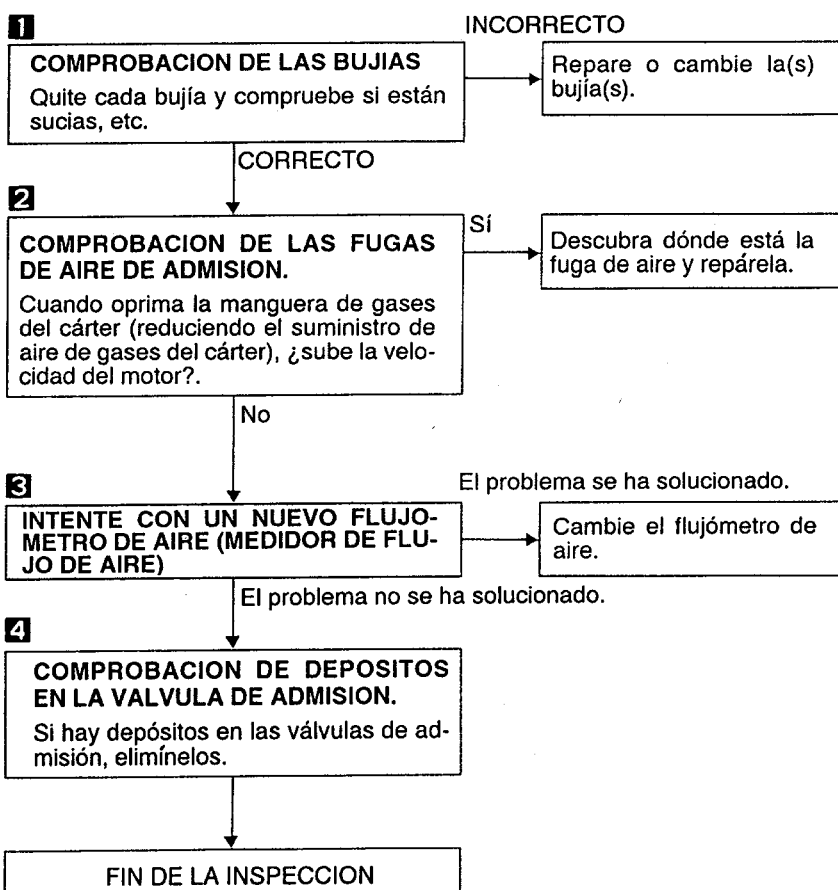 1
INCORRECTO
COMPROBACION DE LAS BUJIAS
Quite cada bujía y compruebe si están
sucias, etc.
Repare o cambie la(s)
bujía(s).
CORRECTO
2
COMPROBACION DE LAS FUGAS
DE AIRE DE ADMISION.
Cuando oprima la manguera de gases
del cárter (reduciendo el suministro de
aire de gases del cárter), ¿sube la velo-
cidad del motor?.
Sí
Descubra dónde está la
fuga de aire y repárela.
No
3
El problema se ha solucionado.
INTENTE CON UN NUEVO FLUJO-
METRO DE AIRE (MEDIDOR DE FLU-
JO DE AIRE)
Cambie el flujómetro de
aire.
El problema no se ha solucionado.
4
COMPROBACION DE DEPOSITOS
EN LA VALVULA DE ADMISION.
Si hay depósitos en las válvulas de ad-
misión, elimínelos.
FIN DE LA INSPECCION